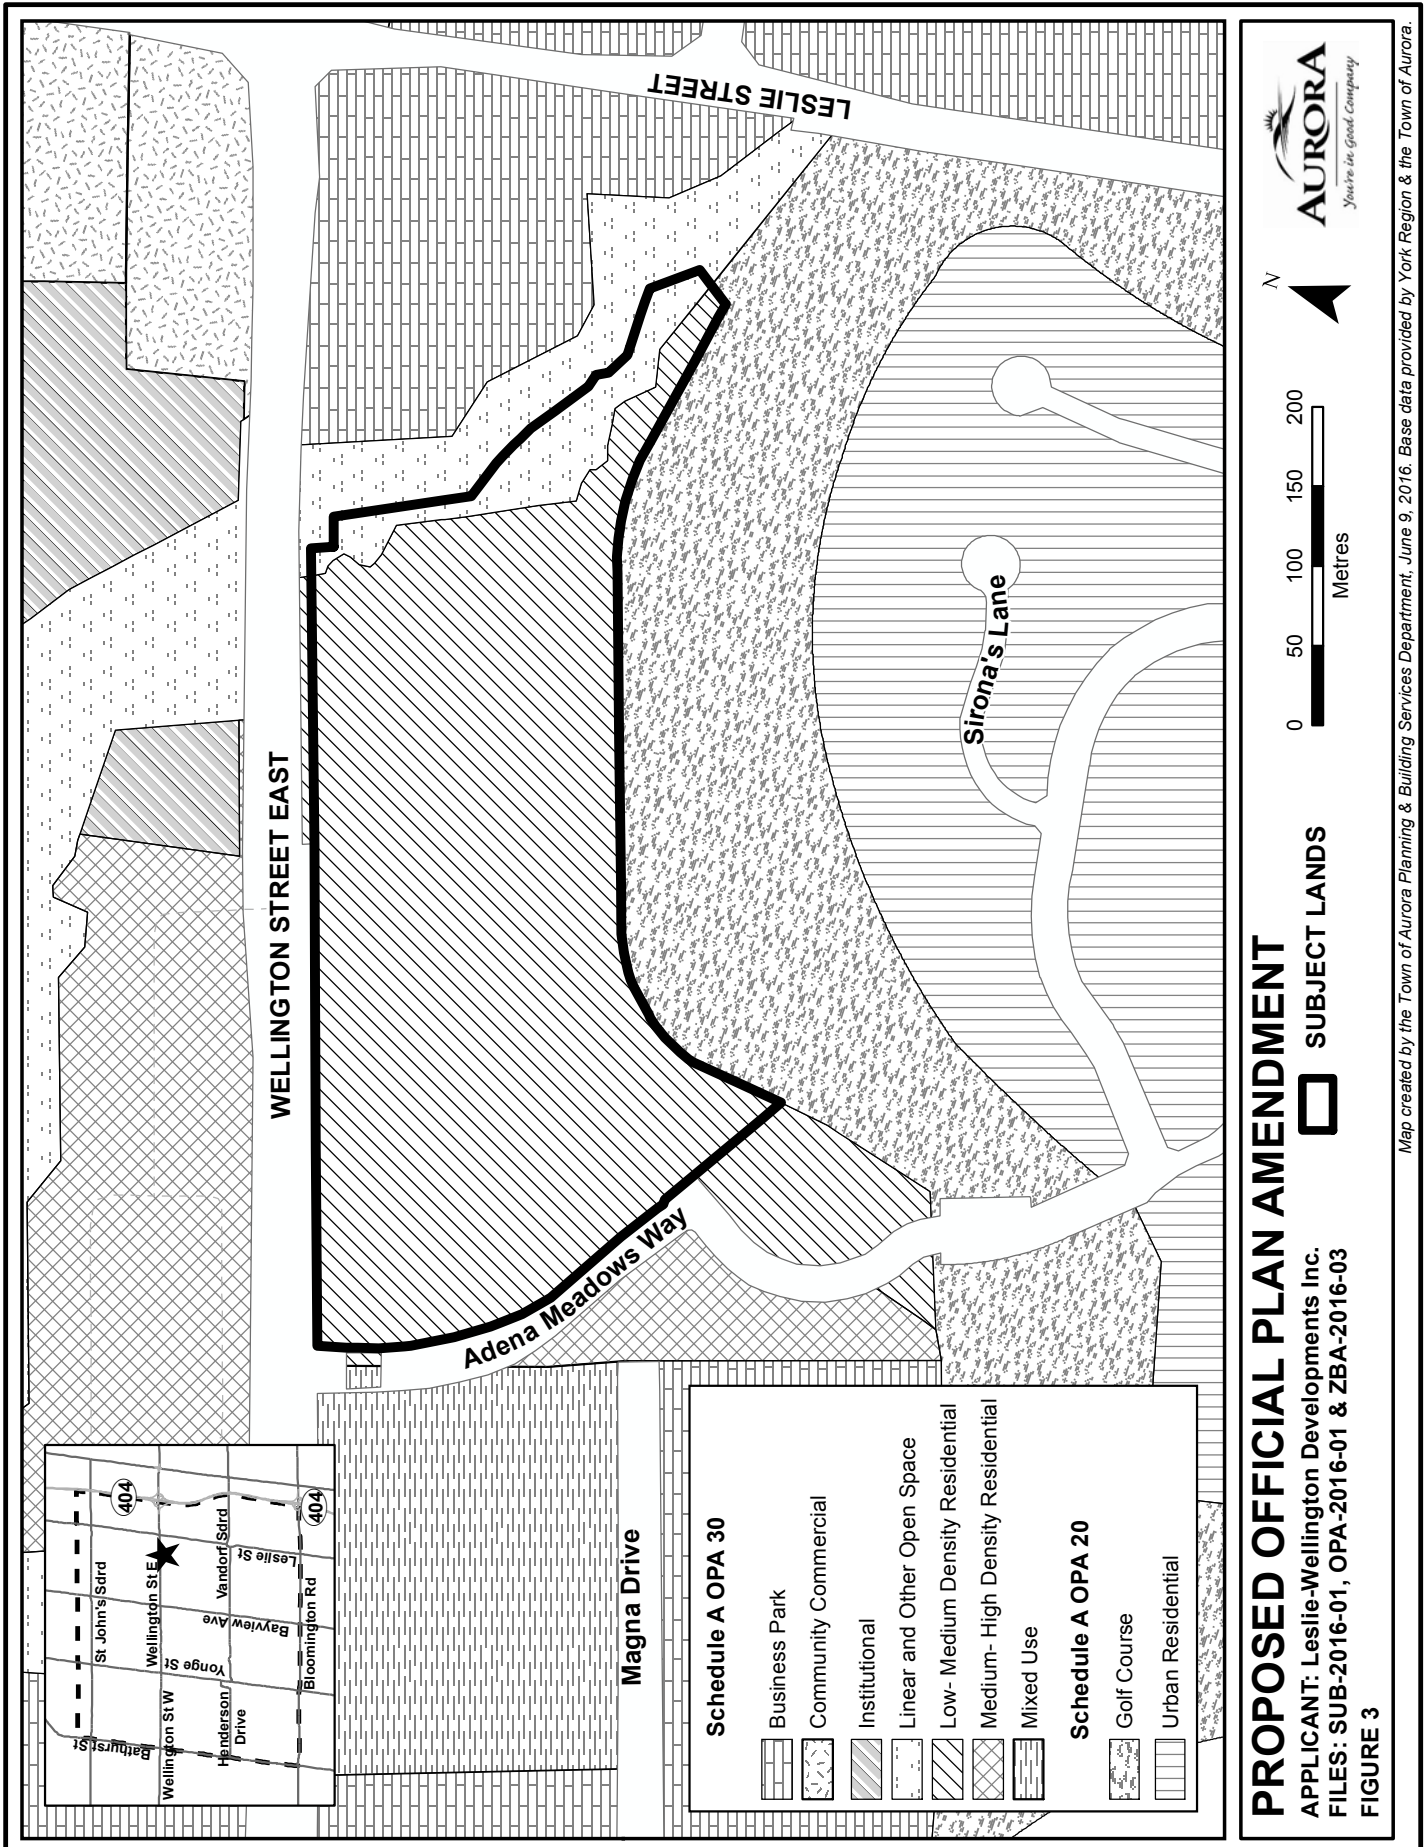 WELLINGTON STREET EAST
LESLIE STREET
Adena Meadows Way
Sirona's Lane
Magna Drive
St John's Sdrd
Wellington St E
Vandorf Sdrd
Leslie St
Bayview Ave
Yonge St
Bathurst St
Wellington St W
Henderson
Drive
Bloomington Rd
404
404
Schedule A OPA 30
Business Park
Community Commercial
Institutional
Linear and Other Open Space
Low- Medium Density Residential
Medium- High Density Residential
Mixed Use
Schedule A OPA 20
Golf Course
Urban Residential
PROPOSED OFFICIAL PLAN AMENDMENT
APPLICANT: Leslie-Wellington Developments Inc.
FILES: SUB-2016-01, OPA-2016-01 & ZBA-2016-03
FIGURE 3
SUBJECT LANDS
0 50 100 150 200
Metres
N
AURORA
You're in Good Company
Map created by the Town of Aurora Planning & Building Services Department, June 9, 2016. Base data provided by York Region & the Town of Aurora.